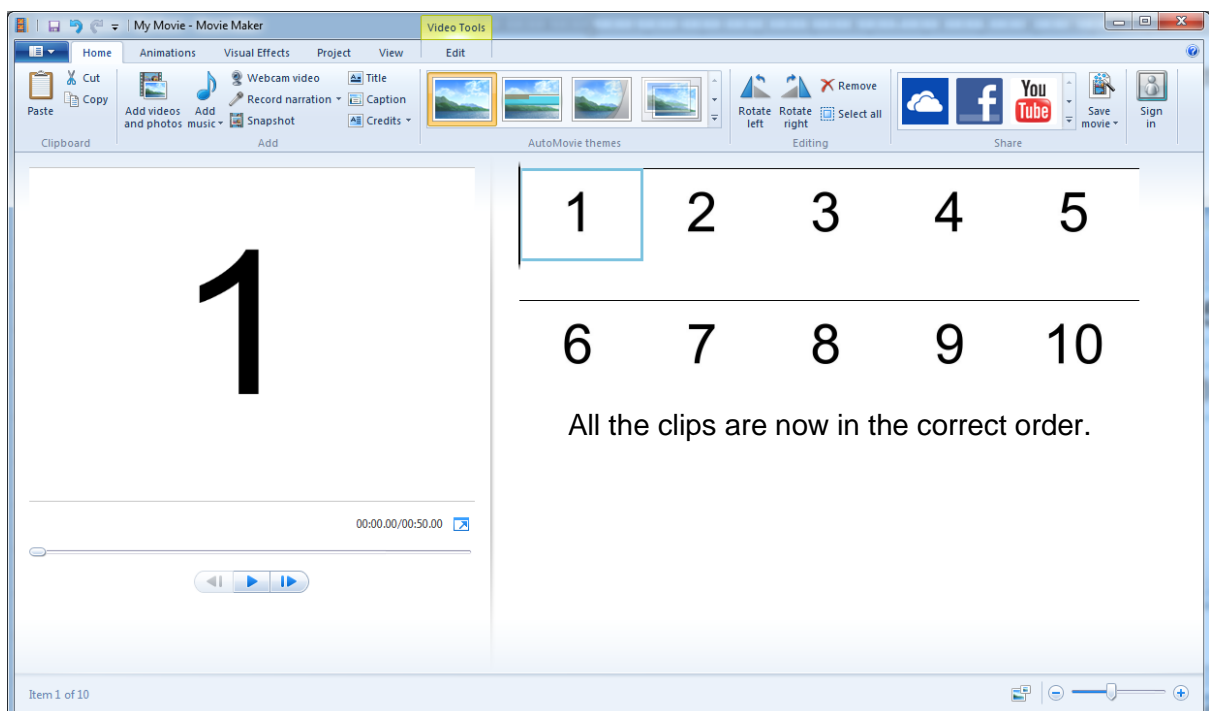 My Movie - Movie Maker
Video Tools
Home Animations Visual Effects Project View Edit
Paste
Cut
Copy
Clipboard
Add videos and photos
Add music
Webcam video
Record narration
Snapshot
Title
Caption
Credits
Add
AutoMovie themes
Rotate left
Rotate right
Remove
Select all
Editing
f
You Tube
Share
Save movie
Sign in
1
00:00.00/00:50.00
1 2 3 4 5
6 7 8 9 10
All the clips are now in the correct order.
Item 1 of 10